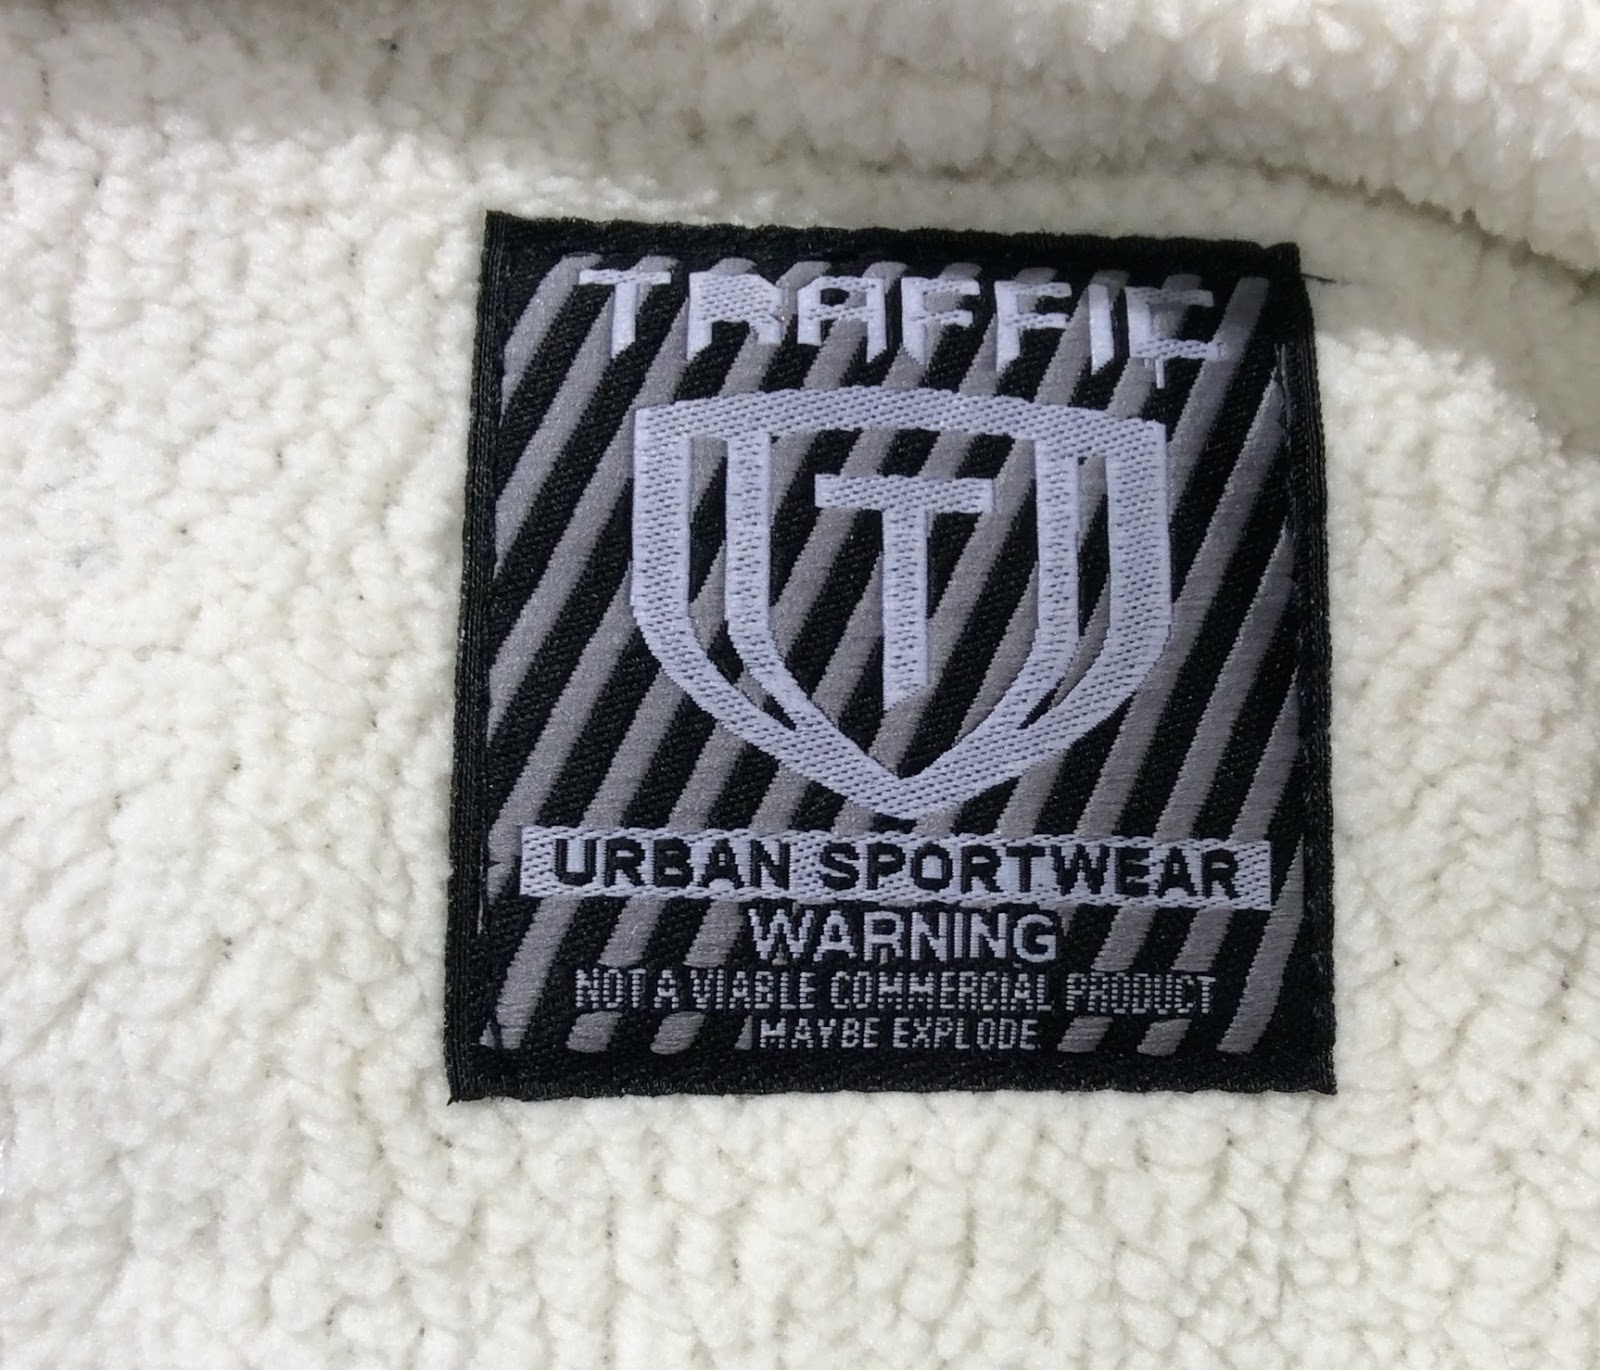 TRAFFIC
T
URBAN SPORTWEAR
WARNING
NOT A VIABLE COMMERCIAL PRODUCT
MAYBE EXPLODE